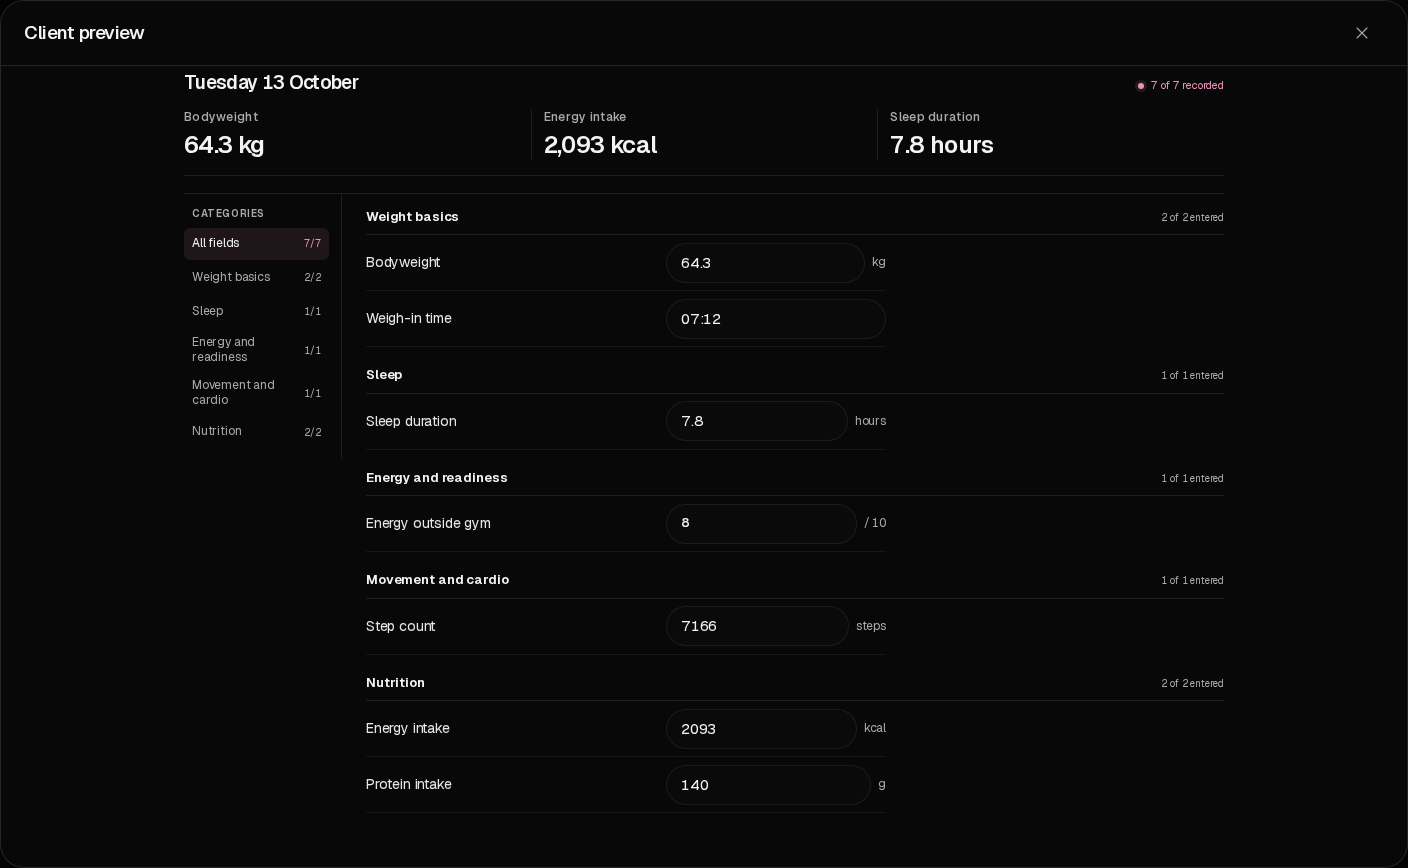 Client preview
Tuesday 13 October
7 of 7 recorded
Bodyweight
64.3 kg
Energy intake
2,093 kcal
Sleep duration
7.8 hours
CATEGORIES
All fields 7/7
Weight basics 2/2
Sleep 1/1
Energy and
readiness 1/1
Movement and
cardio 1/1
Nutrition 2/2
Weight basics 2 of 2 entered
Bodyweight 64.3 kg
Weigh-in time 07:12
Sleep 1 of 1 entered
Sleep duration 7.8 hours
Energy and readiness 1 of 1 entered
Energy outside gym 8 / 10
Movement and cardio 1 of 1 entered
Step count 7166 steps
Nutrition 2 of 2 entered
Energy intake 2093 kcal
Protein intake 140 g